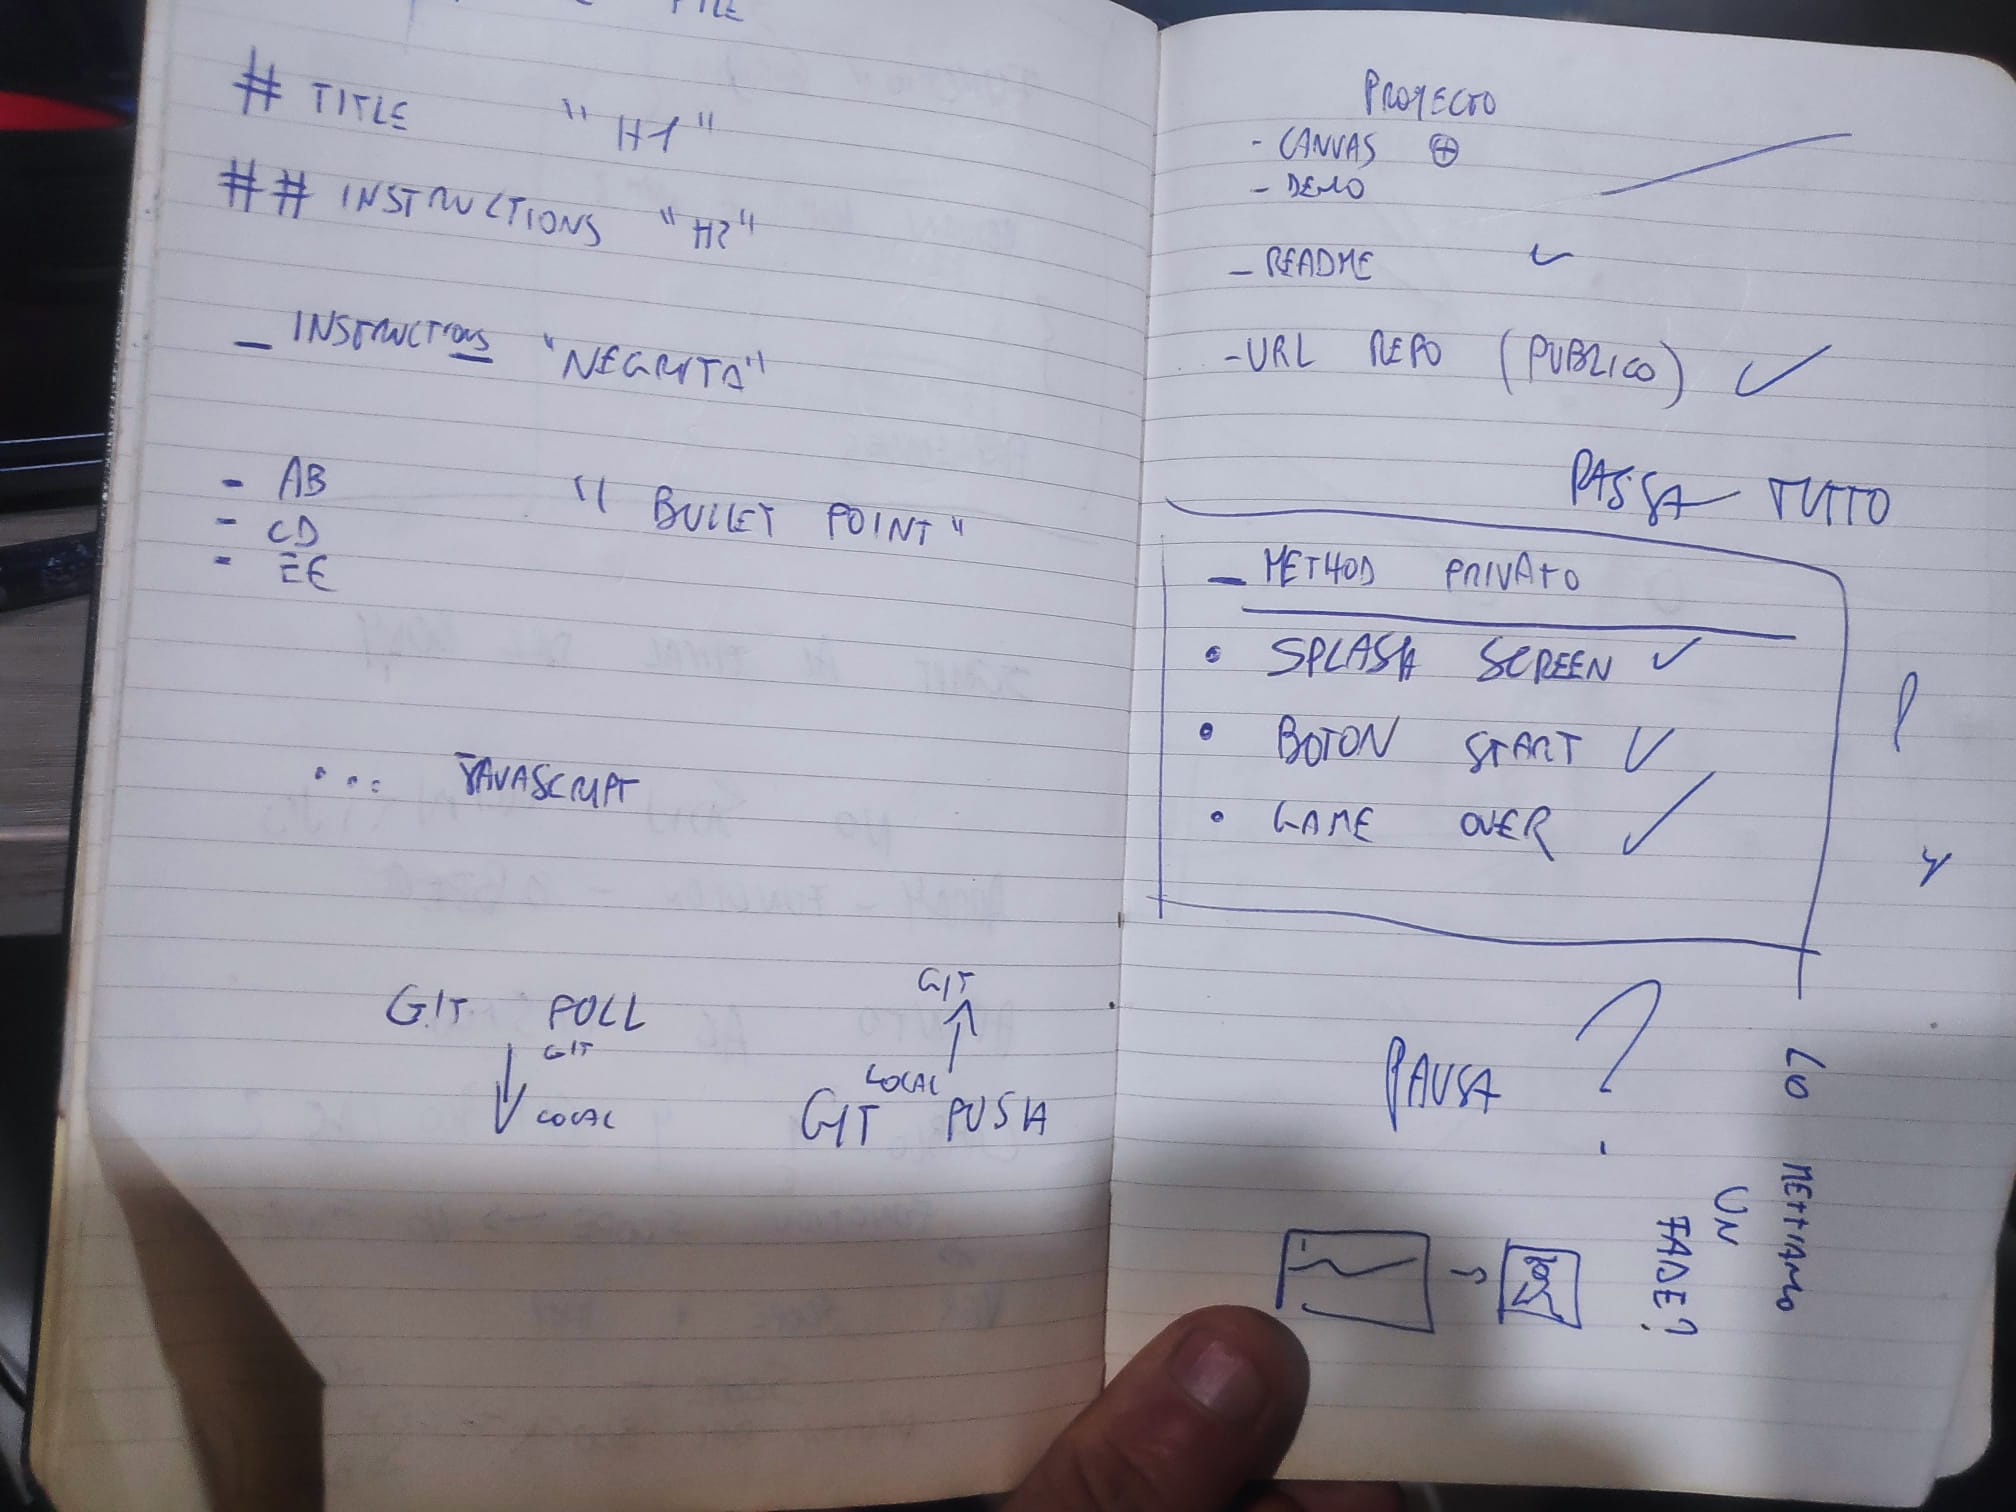 FILE
# TITLE "H1"
## INSTRUCTIONS "H2"
_ INSTRUCTIONS "NEGRITA"
- AB "BULLET POINT"
- CD
- EE
... JAVASCRIPT
GIT POLL
GIT
LOCAL
GIT
LOCAL
GIT PUSH
PROYECTO
- CANVAS ⊕
- DEMO
- README ✓
- URL REPO (PUBLICO) ✓
PASSA TUTTO
- METHOD PRIVATO
• SPLASH SCREEN ✓
• BOTON START ✓
• GAME OVER ✓
PAUSA ?
LO METTIAMO
UN
FADE?